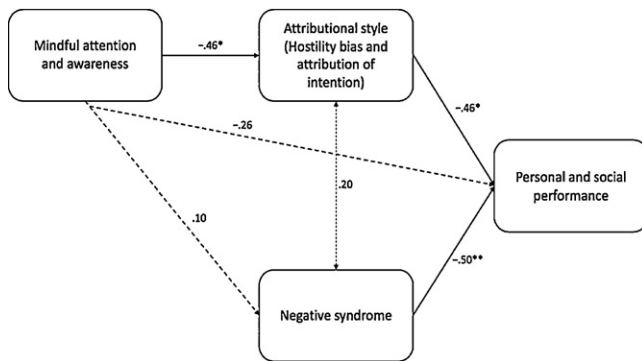 Mindful attention
and awareness
–.46*
Attributional style
(Hostility bias and
attribution of
intention)
–.46*
–.26
.20
.10
Personal and social
performance
–.50**
Negative syndrome